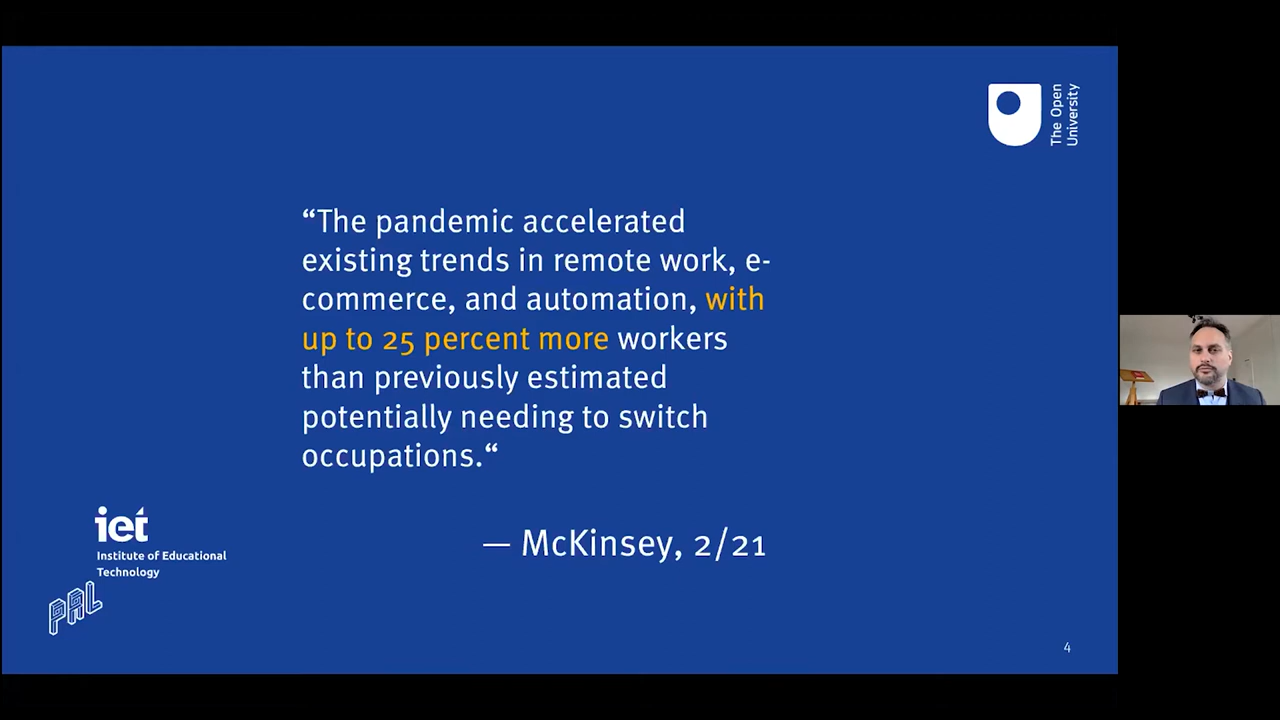 The Open
University
“The pandemic accelerated
existing trends in remote work, e-
commerce, and automation, with
up to 25 percent more workers
than previously estimated
potentially needing to switch
occupations.“
— McKinsey, 2/21
iet
Institute of Educational
Technology
PAL
4